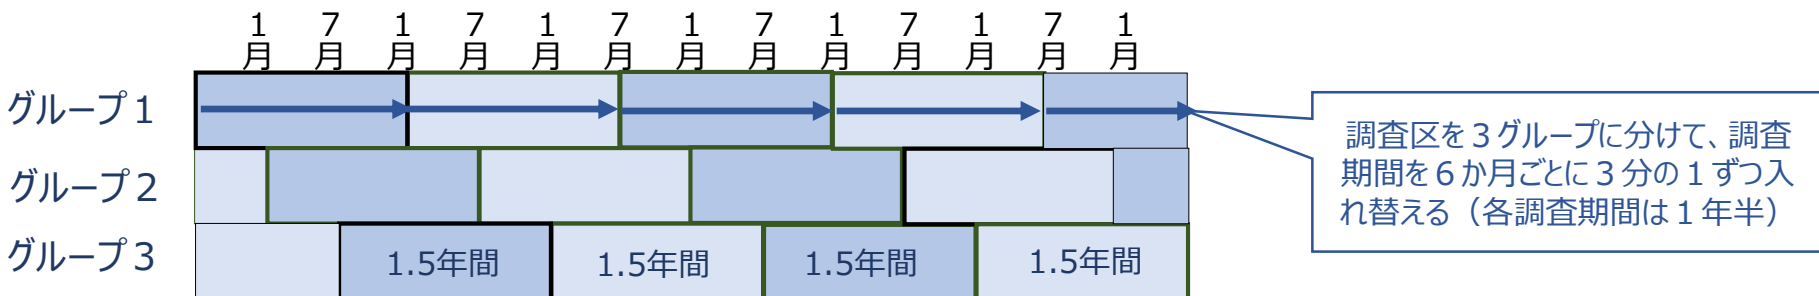 1月 7月 1月 7月 1月 7月 1月 7月 1月 7月 1月 7月 1月
グループ1
調査区を3グループに分けて、調査
期間を6か月ごとに3分の1ずつ入
れ替える（各調査期間は1年半）
グループ2
グループ3
1.5年間 1.5年間 1.5年間 1.5年間